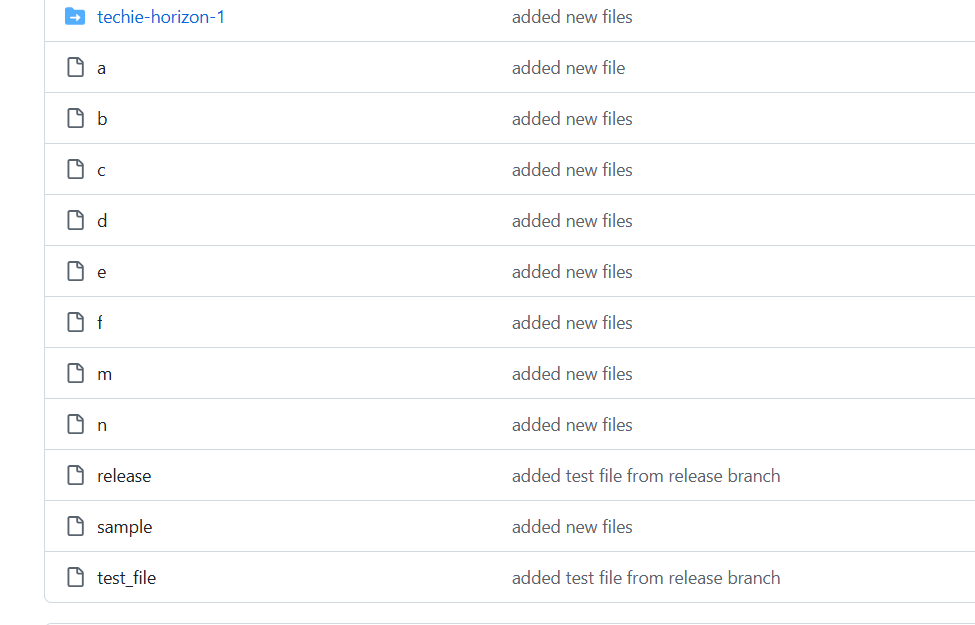 techie-horizon-1 added new files
a added new file
b added new files
c added new files
d added new files
e added new files
f added new files
m added new files
n added new files
release added test file from release branch
sample added new files
test_file added test file from release branch